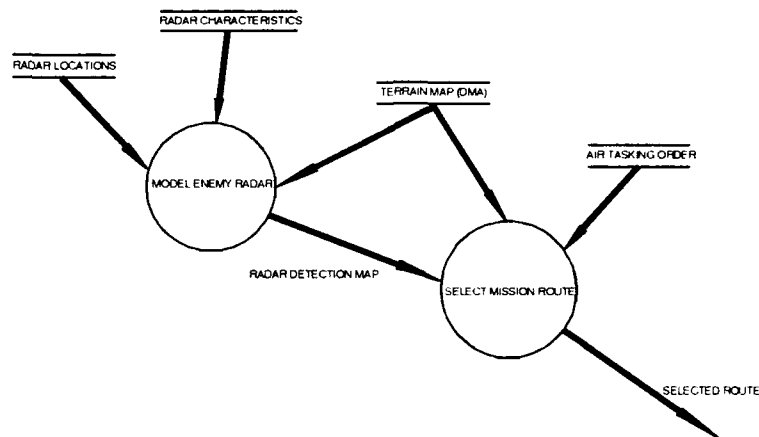 RADAR CHARACTERISTICS
RADAR LOCATIONS
TERRAIN MAP (DMA)
AIR TASKING ORDER
MODEL ENEMY RADAR
RADAR DETECTION MAP
SELECT MISSION ROUTE
SELECTED ROUTE